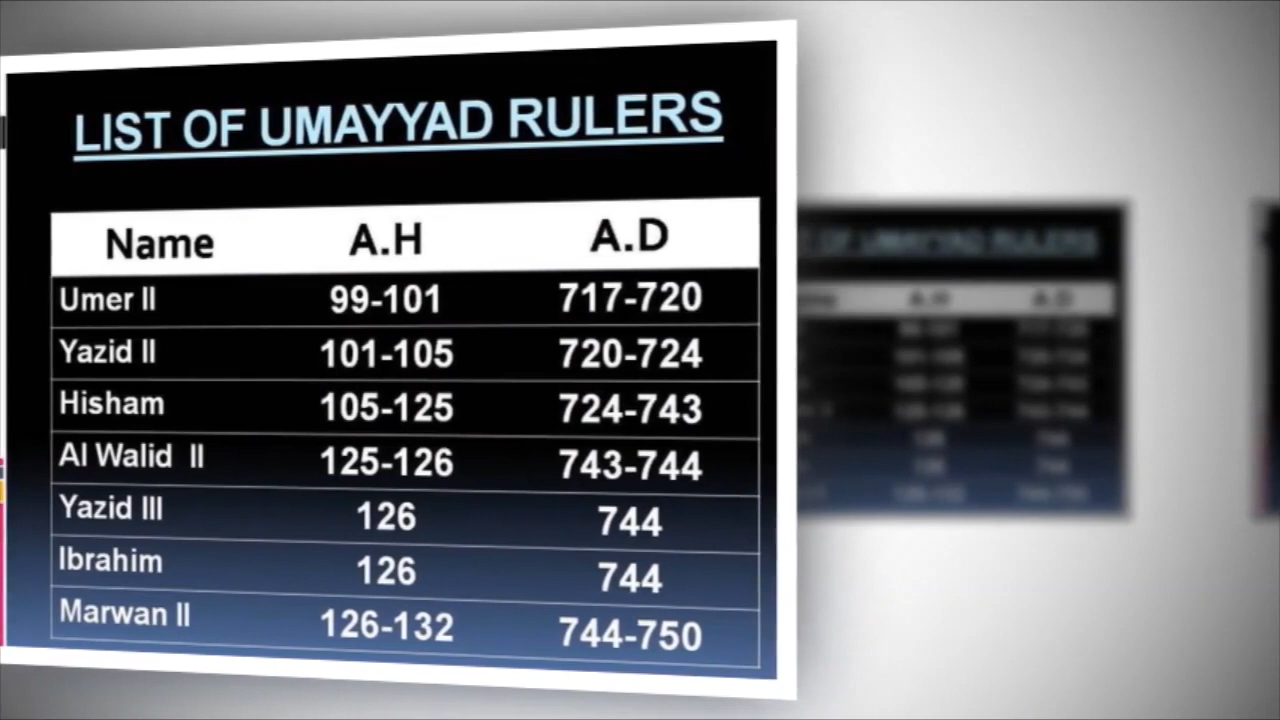 LIST OF UMAYYAD RULERS
Name A.H A.D
Umer II 99-101 717-720
Yazid II 101-105 720-724
Hisham 105-125 724-743
Al Walid II 125-126 743-744
Yazid III 126 744
Ibrahim 126 744
Marwan II 126-132 744-750